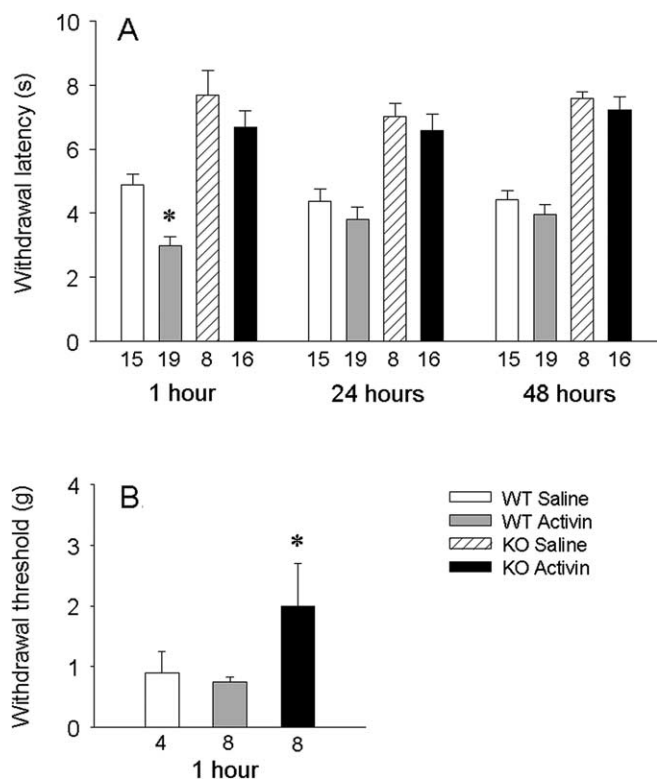 A
Withdrawal latency (s)
10
8
6
4
2
0
*
15 19 8 16 15 19 8 16 15 19 8 16
1 hour 24 hours 48 hours
B
Withdrawal threshold (g)
4
3
2
1
0
*
4 8 8
1 hour
WT Saline
WT Activin
KO Saline
KO Activin